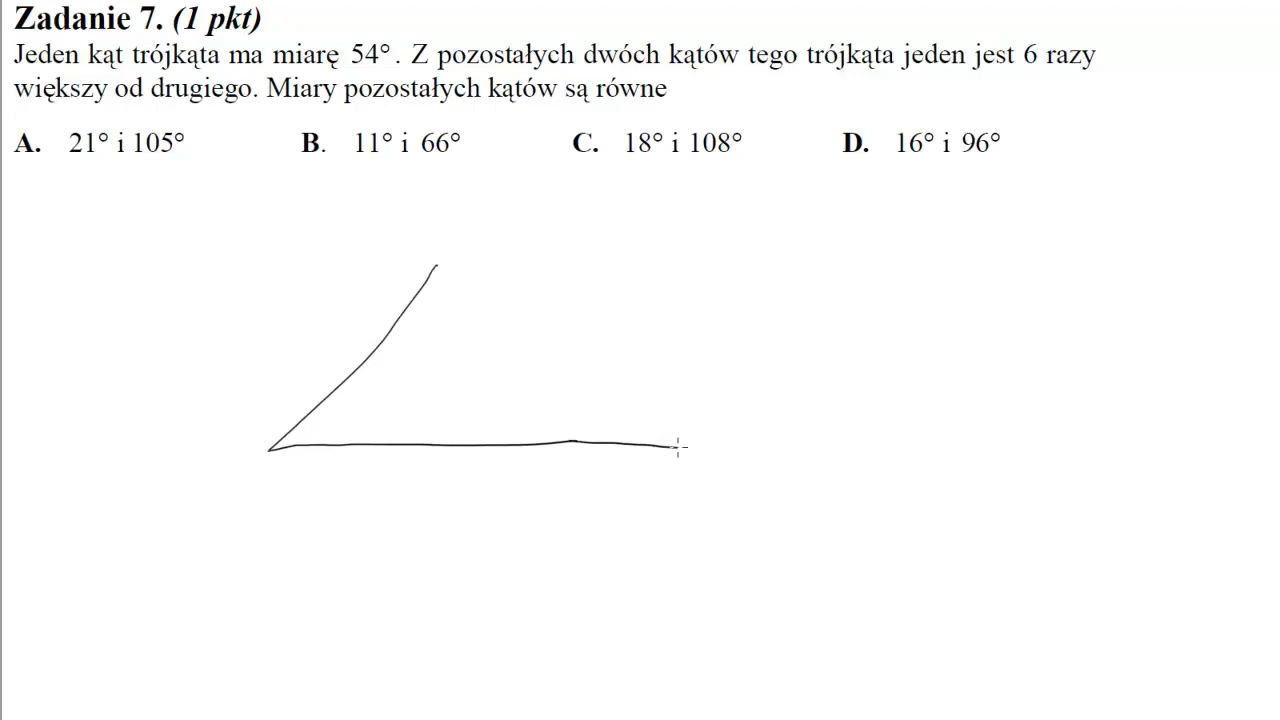 Zadanie 7. (1 pkt)
Jeden kąt trójkąta ma miarę 54°. Z pozostałych dwóch kątów tego trójkąta jeden jest 6 razy
większy od drugiego. Miary pozostałych kątów są równe
A. 21° i 105° B. 11° i 66° C. 18° i 108° D. 16° i 96°